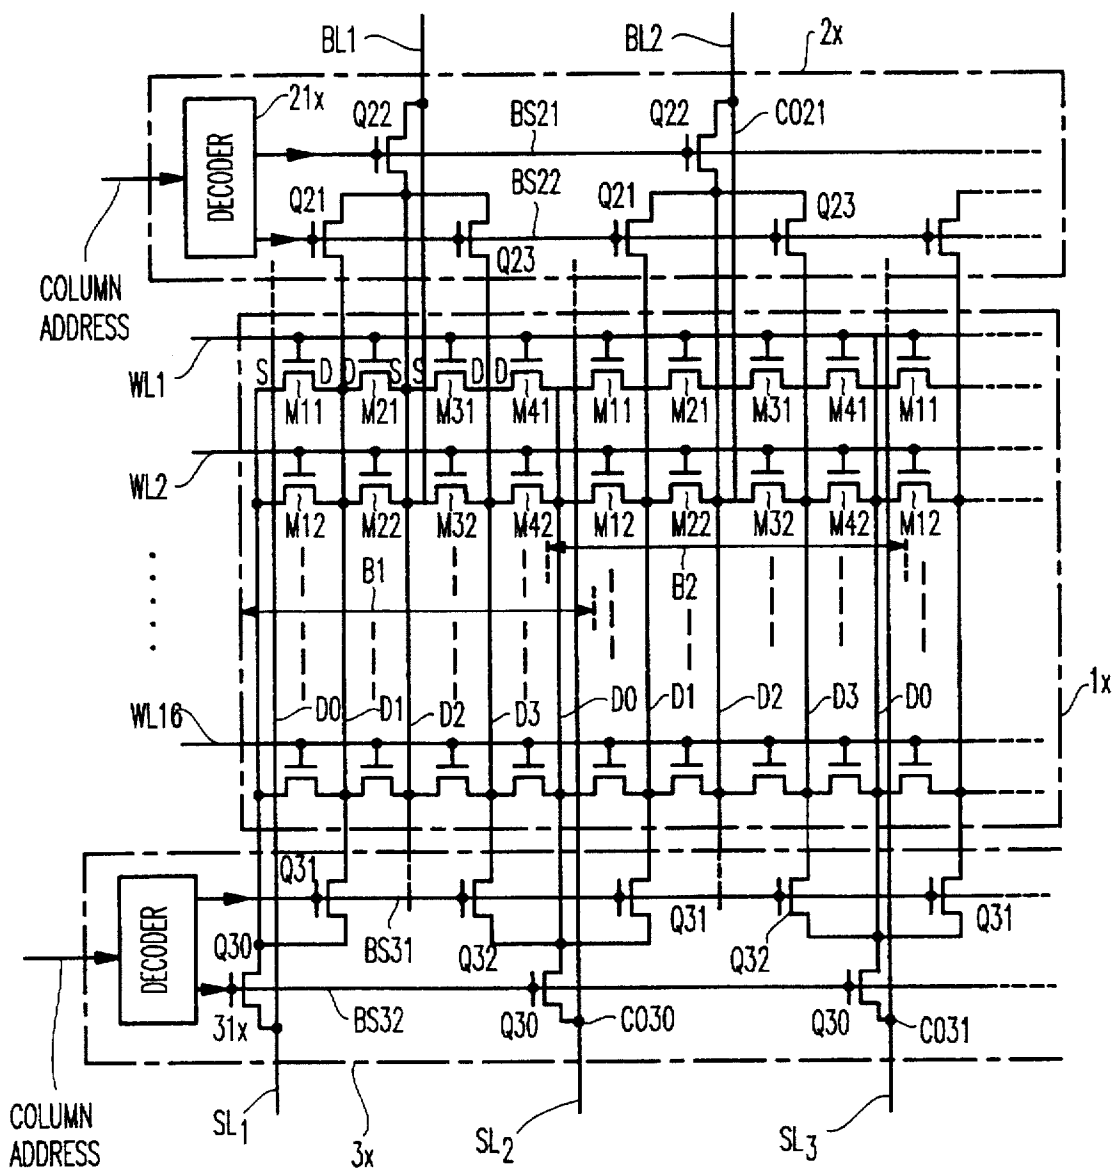 BL1 BL2 2x
21x
Q22 BS21 Q22 CO21
DECODER
BS22
Q21 Q21 Q23
Q23
COLUMN
ADDRESS
S D D S S D D
WL1 M11 M21 M31 M41 M11 M21 M31 M41 M11
WL2 M12 M22 M32 M42 M12 M22 M32 M42 M12
B1 B2
1x
WL16 D0 D1 D2 D3 D0 D1 D2 D3 D0
Q31
DECODER
Q30 BS31 Q32 Q31 Q32 Q31
31x BS32 Q30 CO30 Q30 CO31
COLUMN
ADDRESS
SL1 3x SL2 SL3